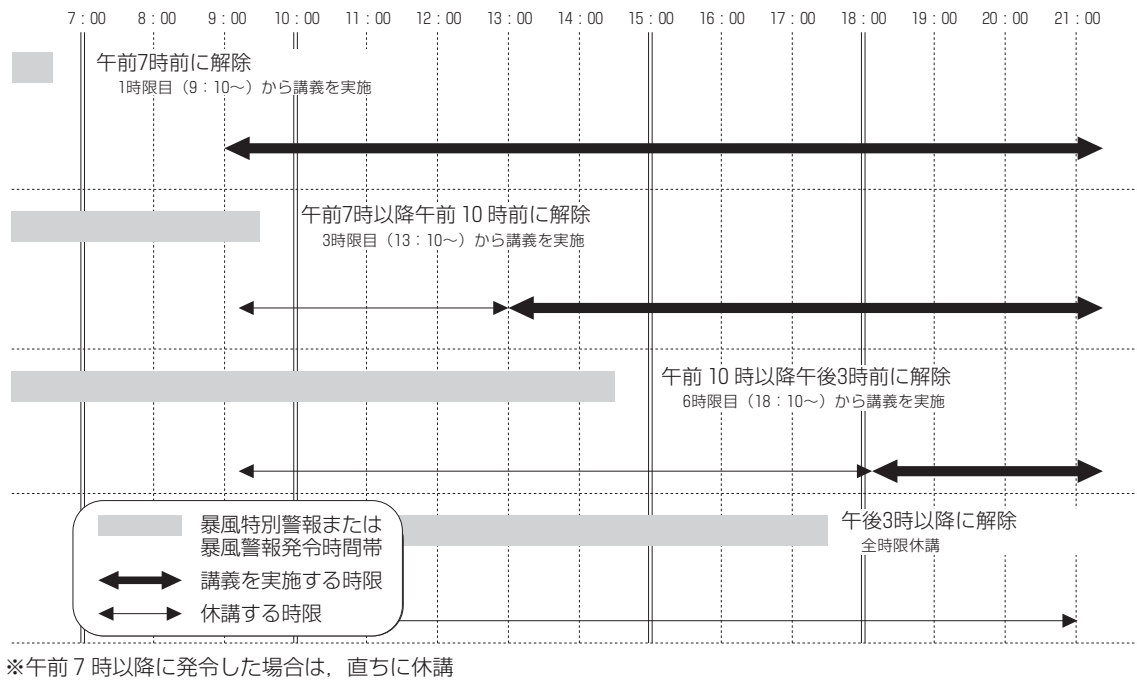 7：00 8：00 9：00 10：00 11：00 12：00 13：00 14：00 15：00 16：00 17：00 18：00 19：00 20：00 21：00
午前7時前に解除
1時限目（9：10～）から講義を実施
午前7時以降午前 10 時前に解除
3時限目（13：10～）から講義を実施
午前 10 時以降午後3時前に解除
6時限目（18：10～）から講義を実施
午後3時以降に解除
全時限休講
暴風特別警報または
暴風警報発令時間帯
講義を実施する時限
休講する時限
※午前７時以降に発令した場合は，直ちに休講